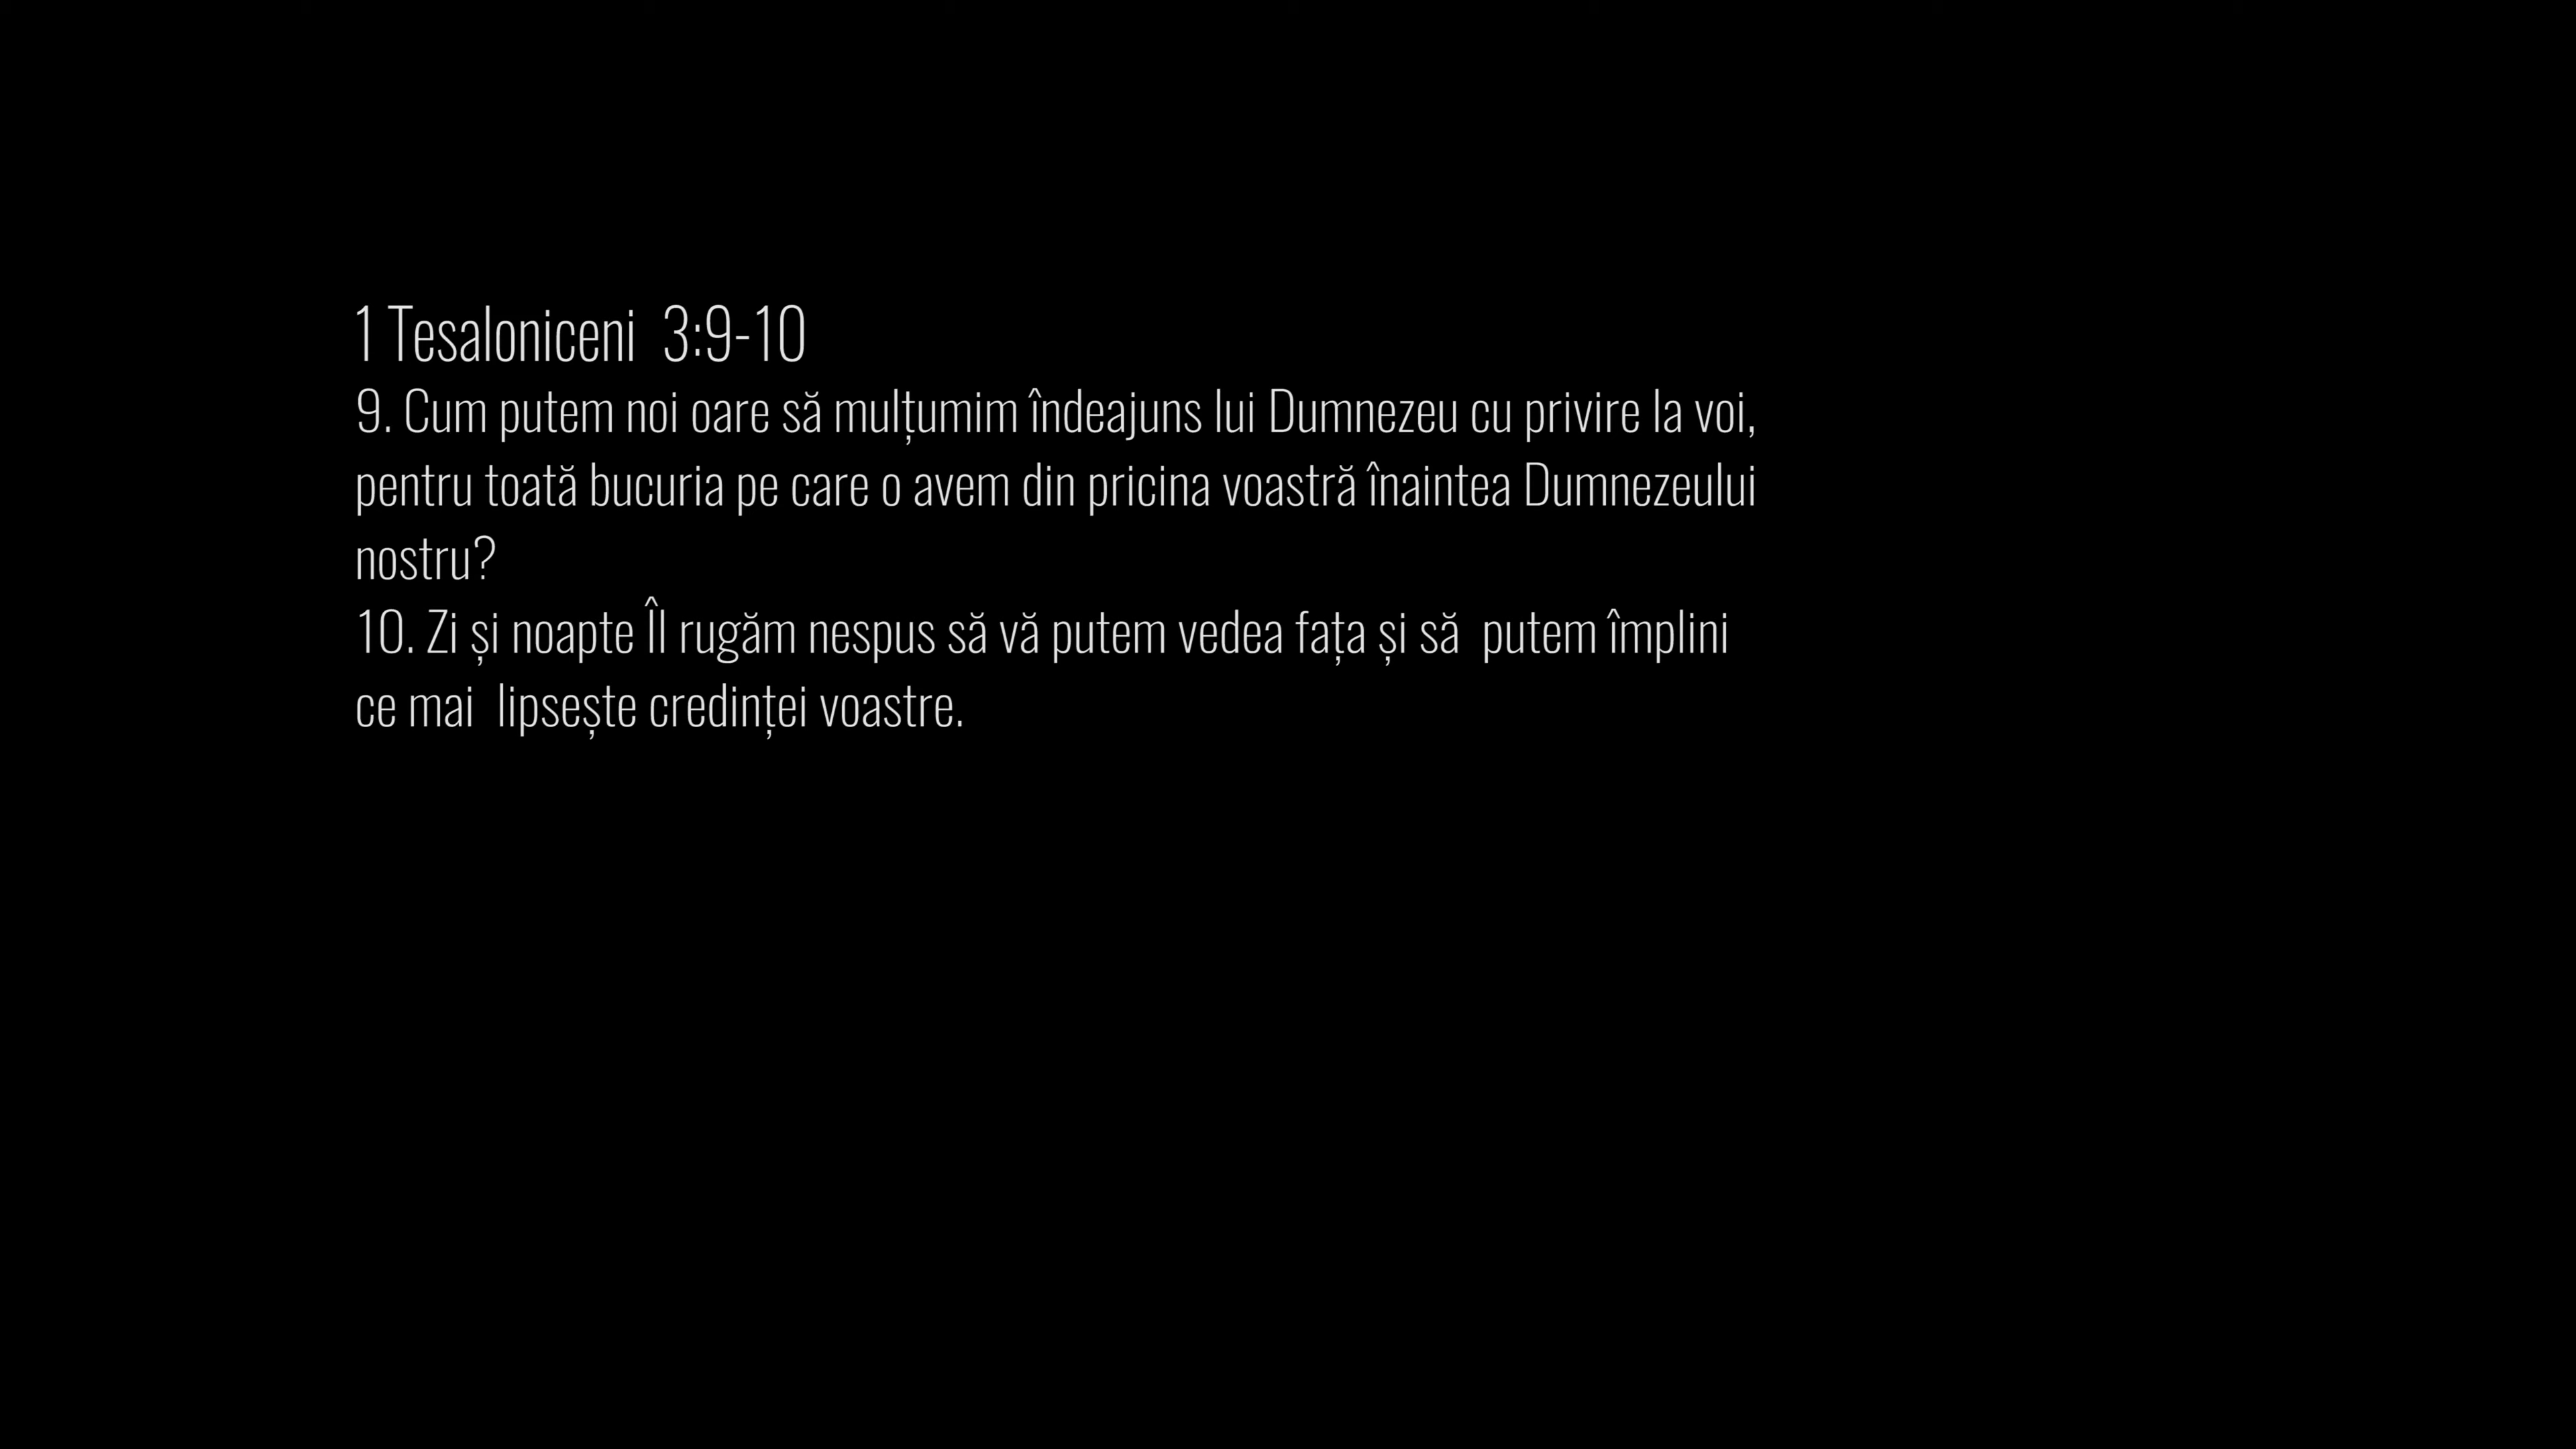 1 Tesaloniceni  3:9-10
9. Cum putem noi oare să mulțumim îndeajuns lui Dumnezeu cu privire la voi,
pentru toată bucuria pe care o avem din pricina voastră înaintea Dumnezeului
nostru?
10. Zi și noapte Îl rugăm nespus să vă putem vedea fața și să  putem împlini
ce mai  lipsește credinței voastre.